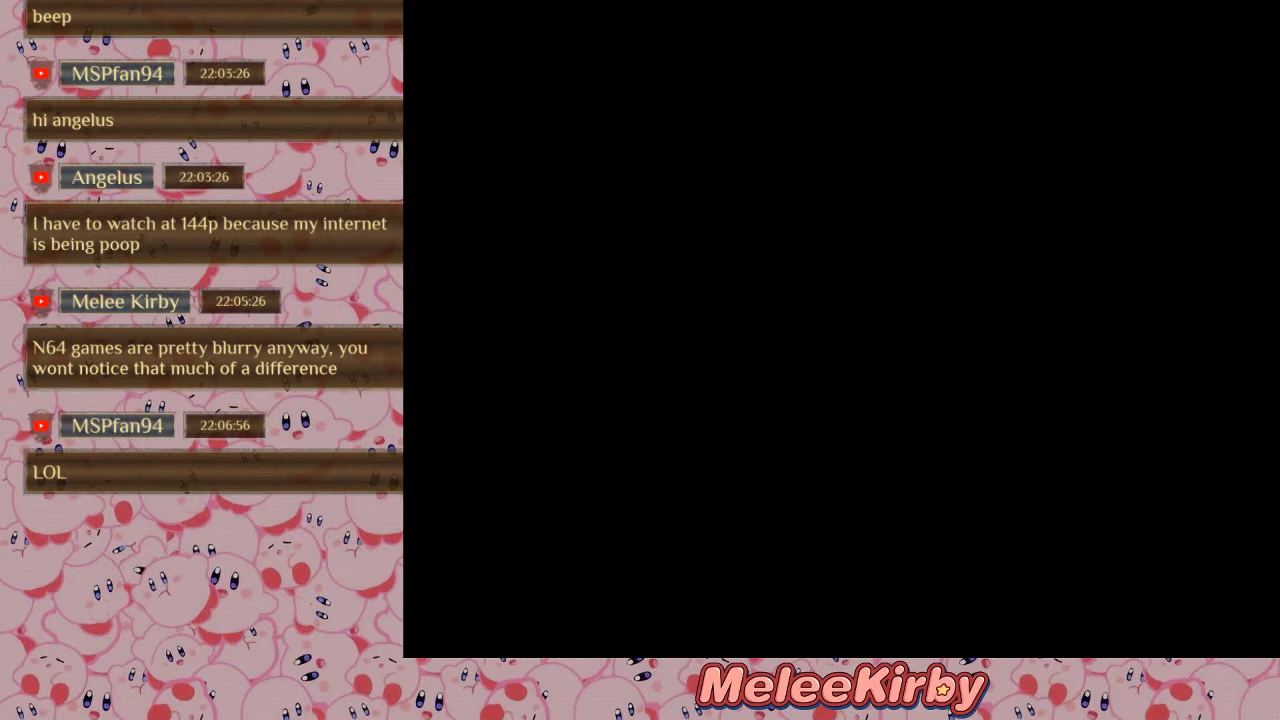 beep
MSPfan94 22:03:26
hi angelus
Angelus 22:03:26
I have to watch at 144p because my internet
is being poop
Melee Kirby 22:05:26
N64 games are pretty blurry anyway, you
wont notice that much of a difference
MSPfan94 22:06:56
LOL
MeleeKirby